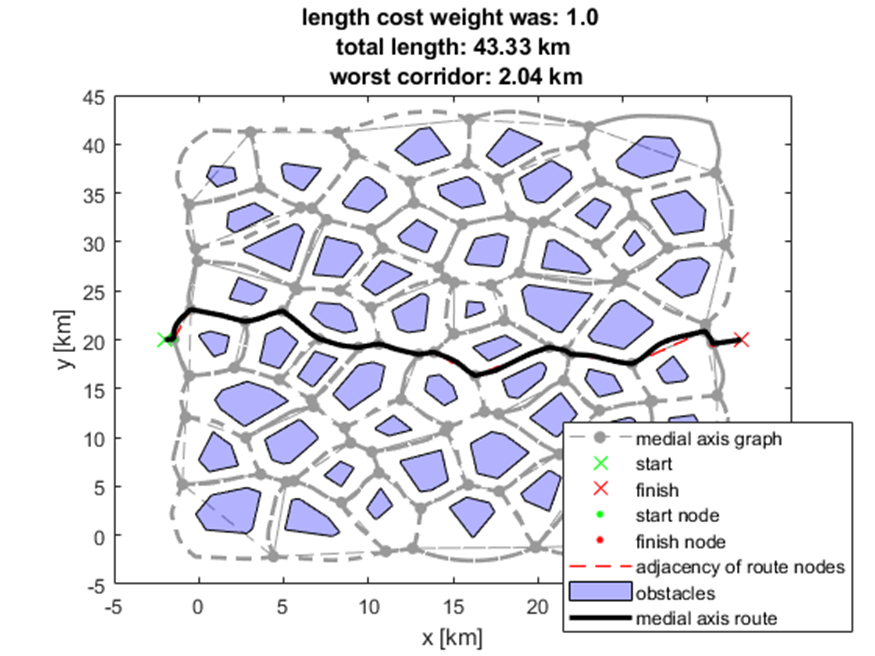 length cost weight was: 1.0
total length: 43.33 km
worst corridor: 2.04 km
45
40
35
30
25
20
15
10
5
0
-5
y [km]
-5
0
5
10
15
20
x [km]
medial axis graph
start
finish
start node
finish node
adjacency of route nodes
obstacles
medial axis route